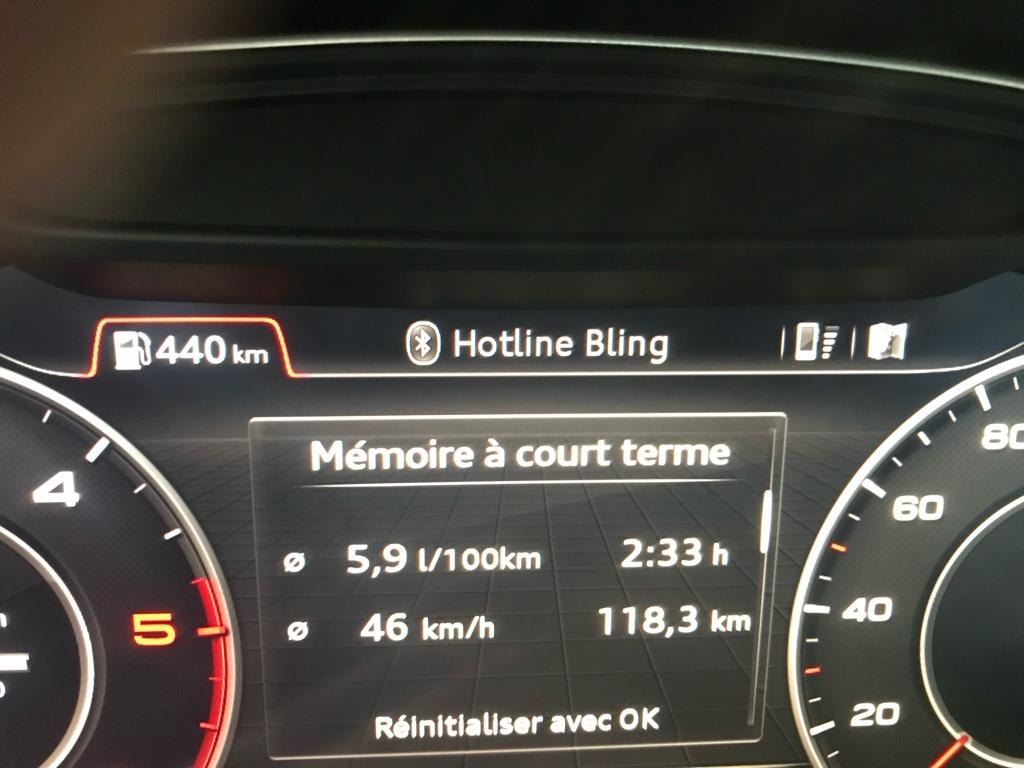 440 km
Hotline Bling
Mémoire à court terme
ø 5,9 l/100km 2:33 h
ø 46 km/h 118,3 km
Réinitialiser avec OK
4
5
80
60
40
20